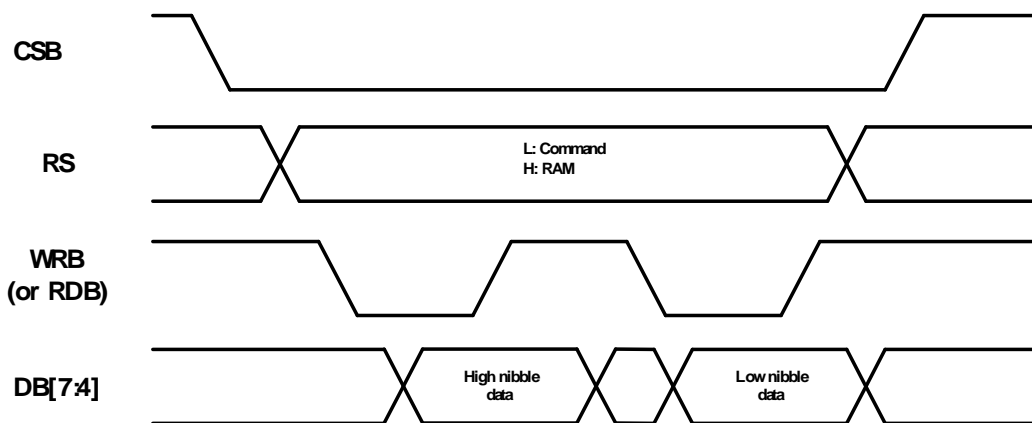 CSB
RS
L: Command
H: RAM
WRB
(or RDB)
DB[7:4]
High nibble
data
Low nibble
data